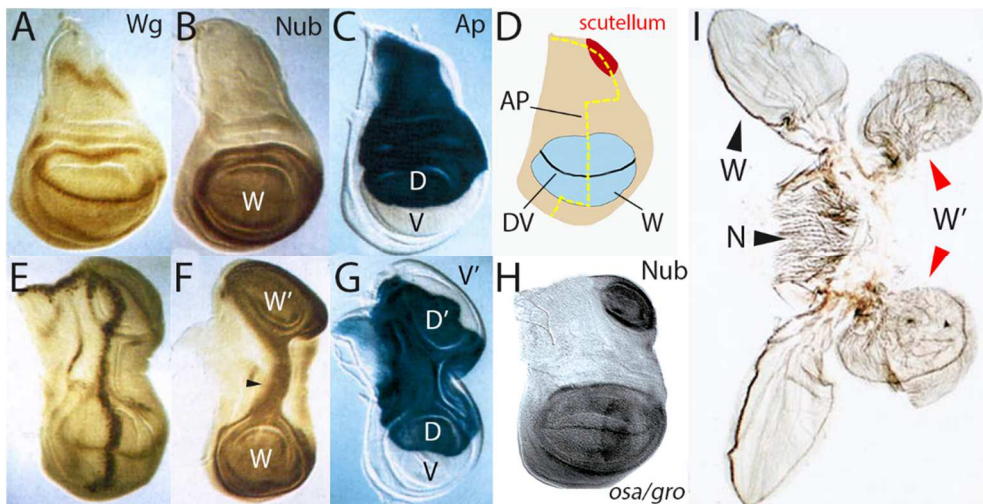 A Wg
B Nub
W
C Ap
D
V
D scutellum
AP
DV
W
I
W
N
W'
E
F
W'
W
G V'
D'
D
V
H Nub
osa/gro